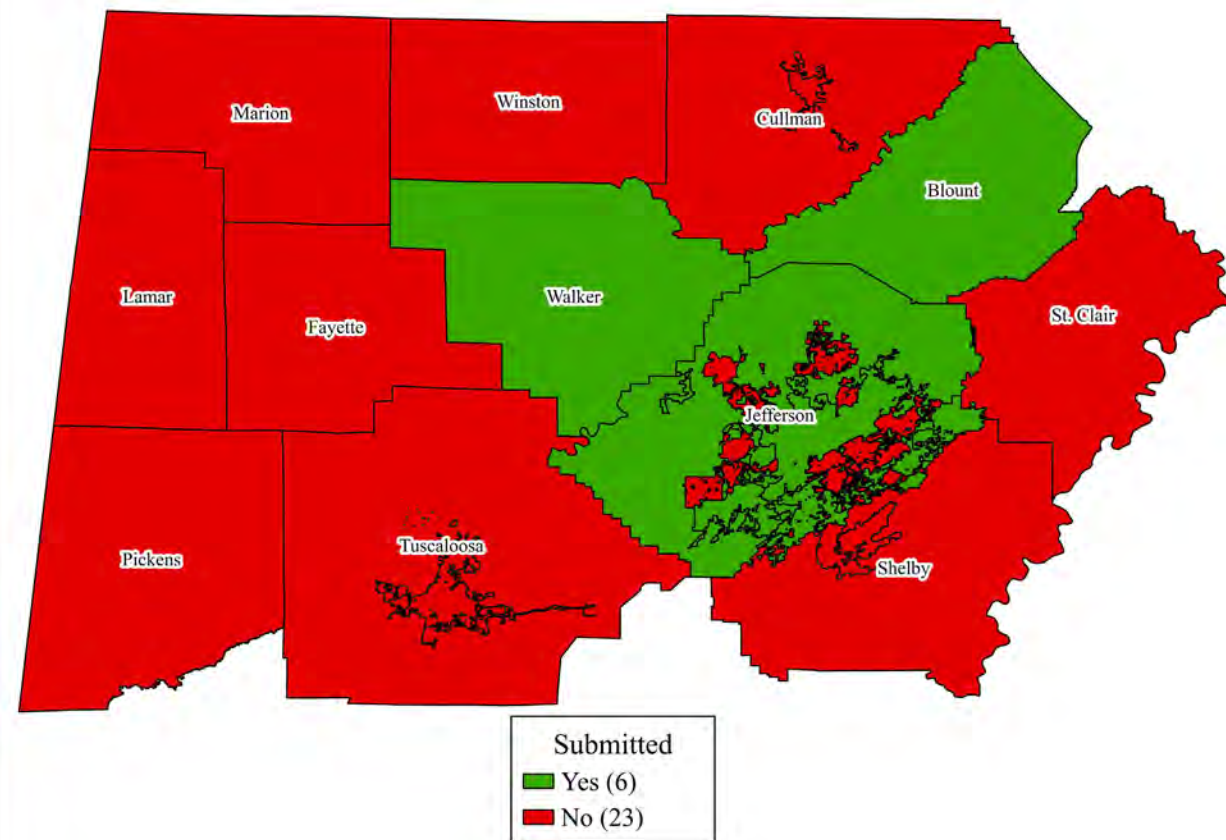 Marion
Winston
Cullman
Blount
Lamar
Fayette
Walker
St. Clair
Jefferson
Pickens
Tuscaloosa
Shelby
Submitted
Yes (6)
No (23)